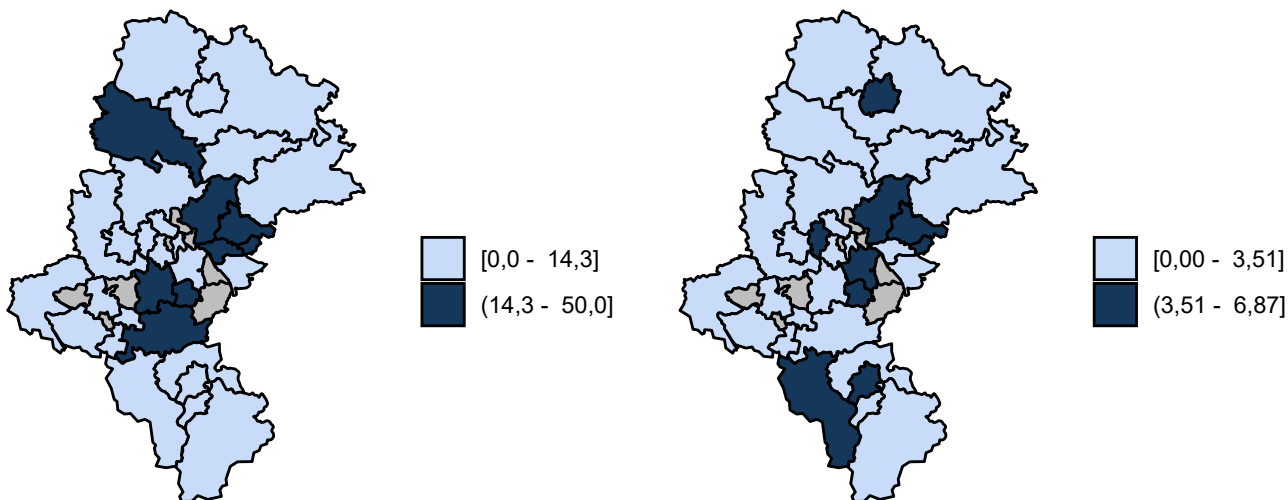 [0,0 - 14,3]
(14,3 - 50,0]
[0,00 - 3,51]
(3,51 - 6,87]